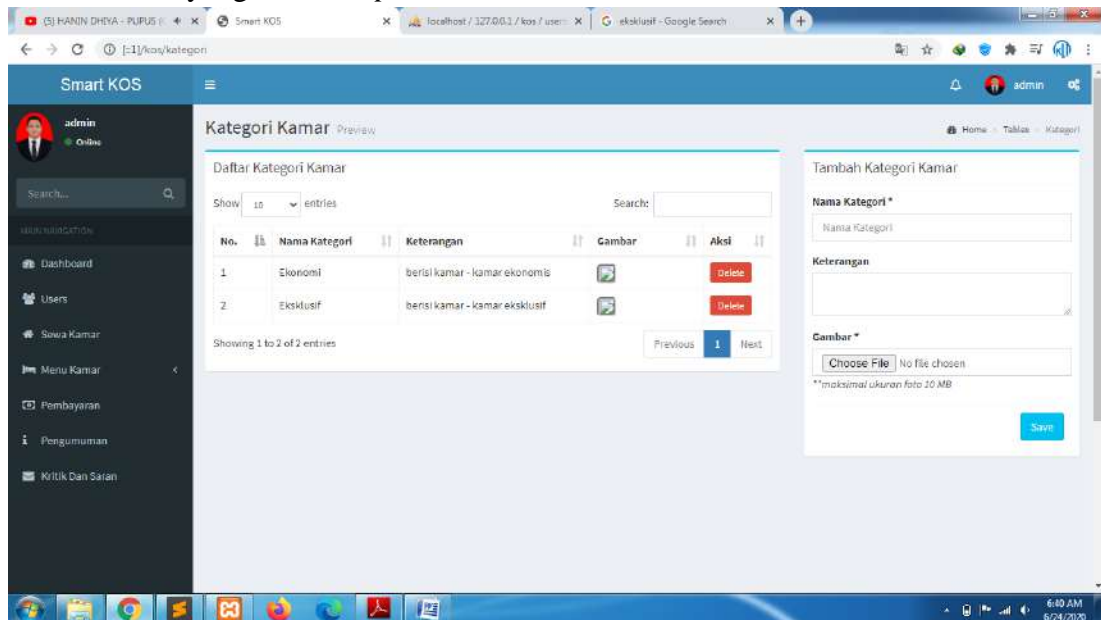 (5) HANIN DHIYA - PUPUS
Smart KOS
localhost / 127.0.0.1 / kos / user
eksklusif - Google Search
[::1]/kos/kategori
Smart KOS
admin
admin
Online
Search...
MAIN NAVIGATION
Dashboard
Users
Sewa Kamar
Menu Kamar
Pembayaran
Pengumuman
Kritik Dan Saran
Kategori Kamar Preview
Home > Tables > Kategori
Daftar Kategori Kamar
Show 10 entries
Search:
No. Nama Kategori Keterangan Gambar Aksi
1 Ekonomi berisi kamar - kamar ekonomis Delete
2 Eksklusif berisi kamar - kamar eksklusif Delete
Showing 1 to 2 of 2 entries
Previous 1 Next
Tambah Kategori Kamar
Nama Kategori *
Nama Kategori
Keterangan
Gambar *
Choose File No file chosen
**maksimal ukuran foto 10 MB
Save
6:40 AM
6/24/2020